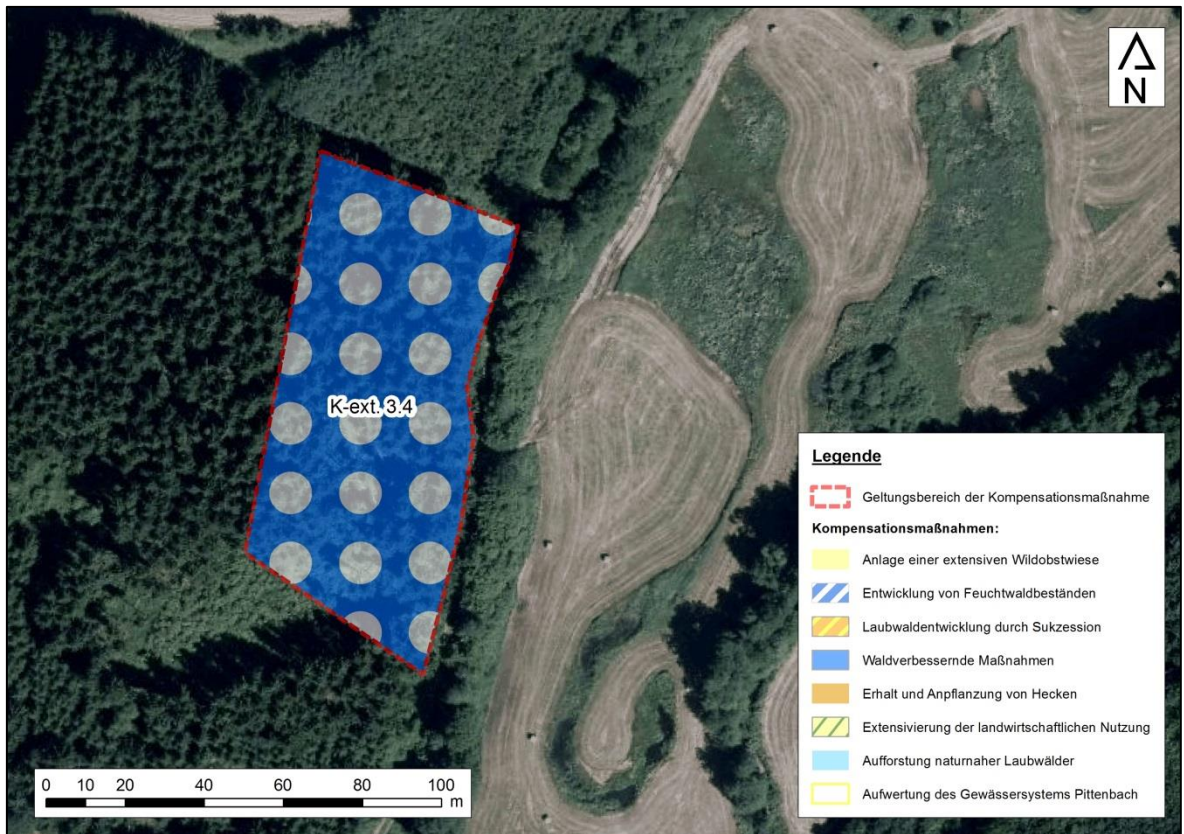 N
K-ext. 3.4
Legende
Geltungsbereich der Kompensationsmaßnahme
Kompensationsmaßnahmen:
Anlage einer extensiven Wildobstwiese
Entwicklung von Feuchtwaldbeständen
Laubwaldentwicklung durch Sukzession
Waldverbessernde Maßnahmen
Erhalt und Anpflanzung von Hecken
Extensivierung der landwirtschaftlichen Nutzung
Aufforstung naturnaher Laubwälder
Aufwertung des Gewässersystems Pittenbach
0 10 20 40 60 80 100
m